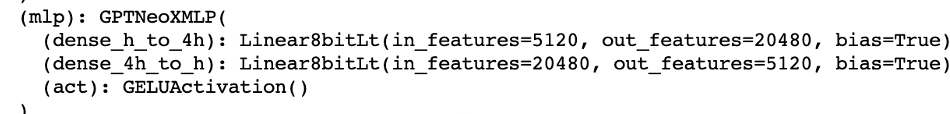 (mlp): GPTNeoXMLP(
(dense_h_to_4h): Linear8bitLt(in_features=5120, out_features=20480, bias=True)
(dense_4h_to_h): Linear8bitLt(in_features=20480, out_features=5120, bias=True)
(act): GELUActivation()
)